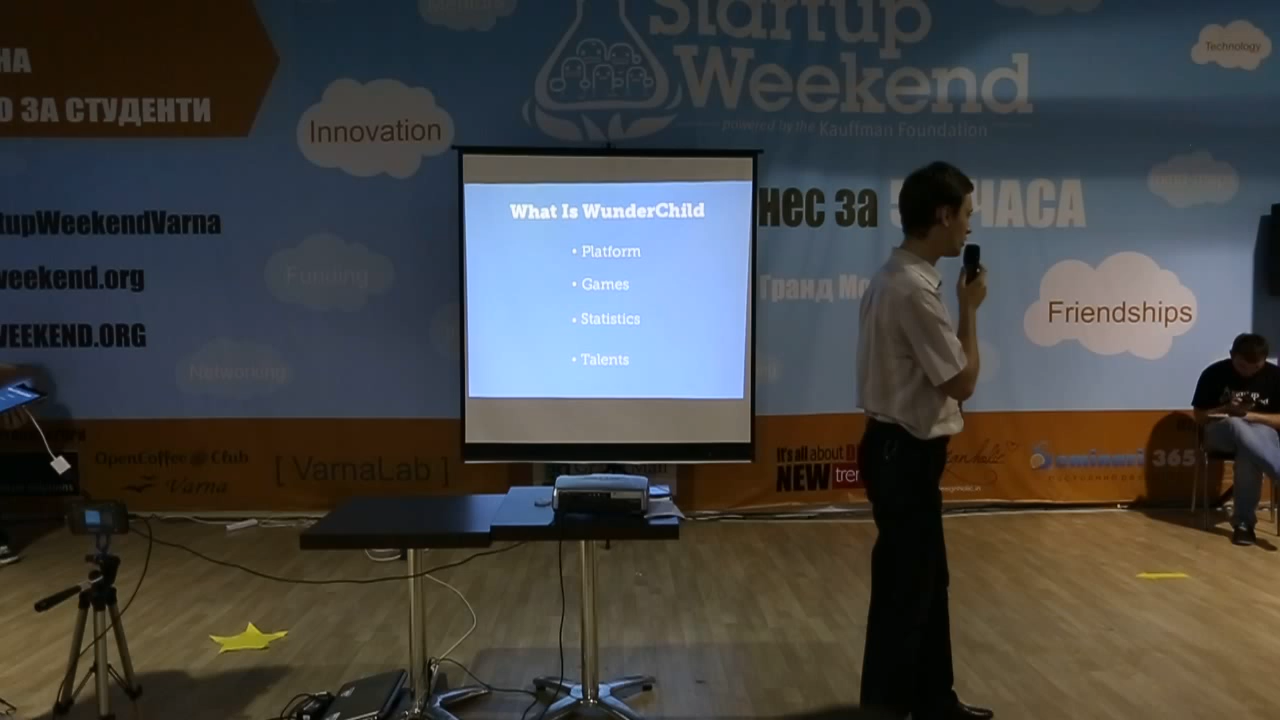 Startup
Weekend
powered by the Kauffman Foundation
Technology
НА
О ЗА СТУДЕНТИ
Innovation
What Is WunderChild
• Platform
• Games
• Statistics
• Talents
нес за
ЧАСА
tupWeekendVarna
weekend.org
WEEKEND.ORG
Funding
Networking
Гранд
Friendships
OpenCoffee Club
Varna
[ VarnaLab ]
It's all about
NEW
Seminari 365